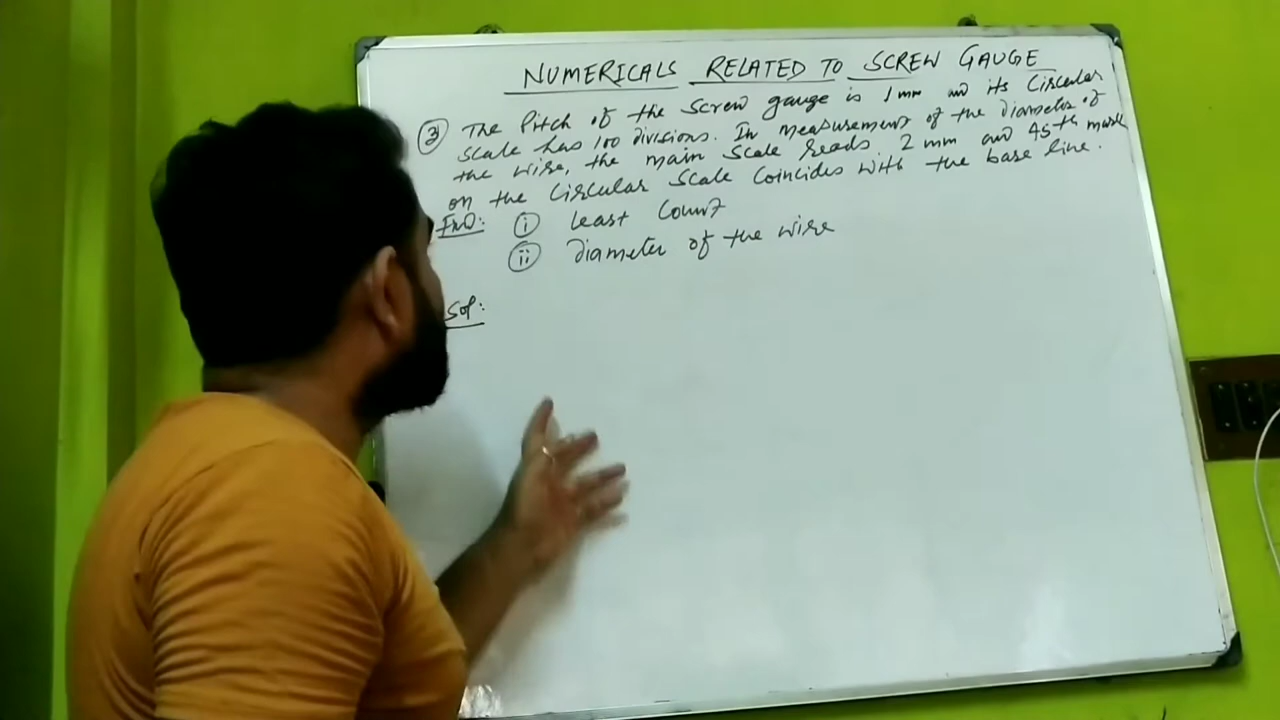 NUMERICALS RELATED TO SCREW GAUGE
③ The Pitch of the screw gauge is 1mm and its Circular
scale has 100 divisions. In measurement of the diameter of
the wire, the main scale reads 2 mm and 45th mark
on the Circular scale Coincides with the base line.
Find: ⓘ Least Count
ⓘⓘ Diameter of the wire
Sol: